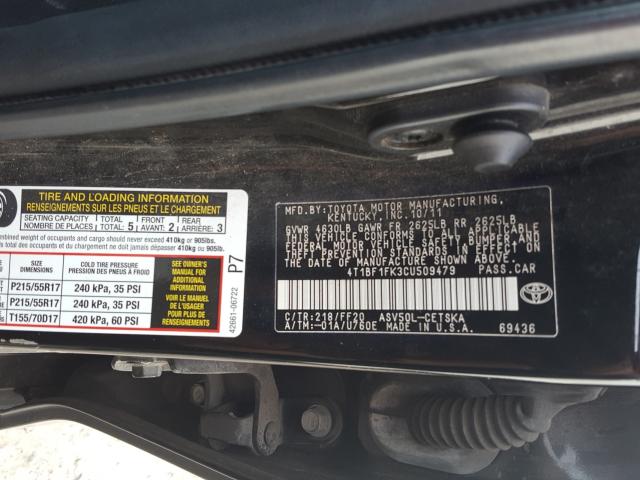 TIRE AND LOADING INFORMATION
RENSEIGNEMENTS SUR LES PNEUS ET LE CHARGEMENT
SEATING CAPACITY TOTAL 5 FRONT 2 REAR 3
NOMBRE DE PLACES TOTAL AVANT ARRIÈRE
combined weight of occupants and cargo should never exceed 410kg or 905lbs.
total des occupants et du chargement ne doit jamais dépasser 410kg ou 905lb.
SIZE
DIMENSIONS
COLD TIRE PRESSURE
PRESSION DES PNEUS À FROID
P215/55R17 240 kPa, 35 PSI
P215/55R17 240 kPa, 35 PSI
T155/70D17 420 kPa, 60 PSI
SEE OWNER'S
MANUAL FOR
ADDITIONAL
INFORMATION
VOIR LE MANUEL
DE L'USAGER
POUR PLUS DE
RENSEIGNEMENTS
42661-06722 P7
MFD. BY: TOYOTA MOTOR MANUFACTURING,
KENTUCKY, INC. 10/11
GVWR 4630LB GAWR FR 2625LB RR 2625LB
THIS VEHICLE CONFORMS TO ALL APPLICABLE
FEDERAL MOTOR VEHICLE SAFETY, BUMPER, AND
THEFT PREVENTION STANDARDS IN EFFECT ON
THE DATE OF MANUFACTURE SHOWN ABOVE.
4T1BF1FK3CU509479 PASS.CAR
C/TR:218/FF20 ASV50L-CETSKA
A/TM:-01A/U760E MADE IN U.S.A.
69436
TOYOTA